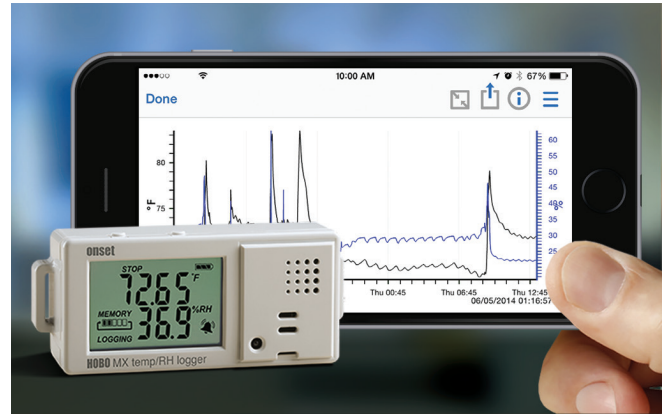 10:00 AM
67%
Done
80
75
°F
60
55
50
45
40
35
30
25
%
Thu 00:45
Thu 06:45
Thu 12:45
06/05/2014 01:16:57
onset
STOP
72.65 °F
MEMORY
36.9 %RH
LOGGING
HOBO MX temp/RH logger